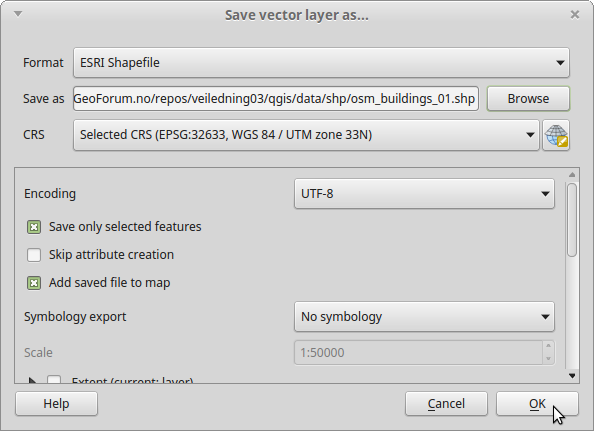 Save vector layer as...
Format ESRI Shapefile
Save as GeoForum.no/repos/veiledning03/qgis/data/shp/osm_buildings_01.shp Browse
CRS Selected CRS (EPSG:32633, WGS 84 / UTM zone 33N)
Encoding UTF-8
Save only selected features
Skip attribute creation
Add saved file to map
Symbology export No symbology
Scale 1:50000
Extent (current: layer)
Help Cancel OK